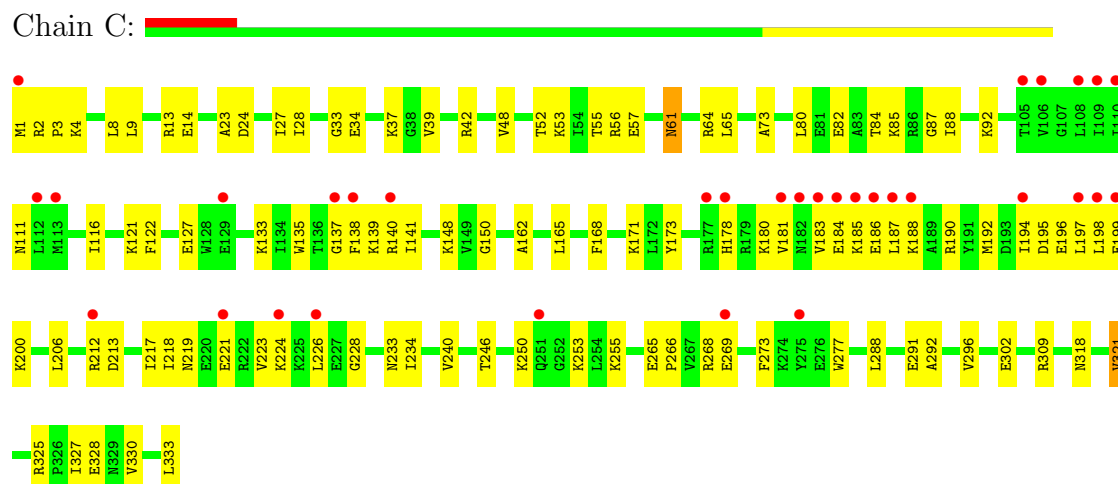 Chain C:
M1 R2 P3 K4 L8 L9 R13 E14 A23 D24 I27 I28 G33 E34 K37 G38 V39 R42 V48 T52 K53 I54 T55 R56 E57 N61 R64 L65 A73 L80 E81 E82 A83 T84 K85 R86 G87 I88 K92 T105 V106 G107 L108 I109
N111 L112 M113 I116 K121 F122 E127 W128 E129 K133 I134 W135 T136 G137 F138 K139 R140 I141 K148 V149 G150 A162 L165 F168 K171 L172 Y173 R177 H178 R179 K180 V181 N182 V183 E184 K185 E186 L187 K188 A189 R190 Y191 M192 D193 I194 D195 E196 L197 L198
K200 L206 R212 D213 I217 I218 N219 E220 E221 R222 V223 K224 K225 L226 E227 G228 N233 I234 V240 T246 K250 Q251 G252 K253 L254 K255 E265 P266 V267 R268 E269 F273 K274 Y275 E276 W277 L288 E291 A292 V296 E302 R309 N318
R325 P326 I327 E328 N329 V330 L333